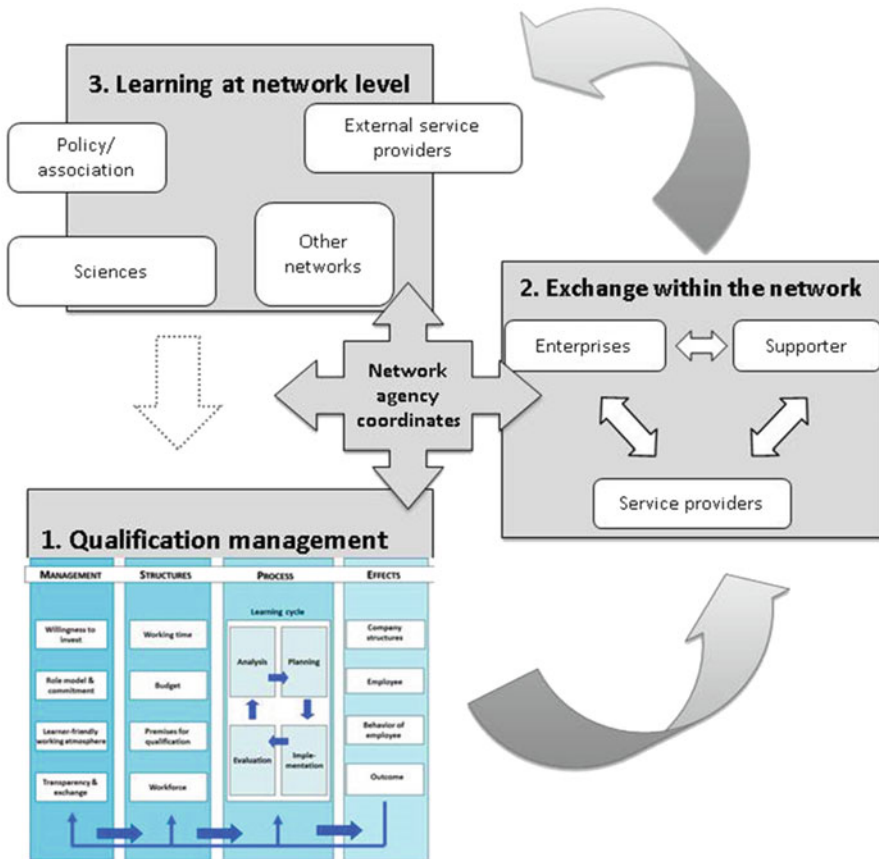 3. Learning at network level
Policy/
association
External service
providers
Sciences
Other
networks
2. Exchange within the network
Enterprises
Supporter
Service providers
Network
agency
coordinates
1. Qualification management
MANAGEMENT
STRUCTURES
PROCESS
EFFECTS
Willingness to
invest
Role model &
commitment
Learner-friendly
working atmosphere
Transparency &
exchange
Working time
Budget
Premises for
qualification
Workforce
Learning cycle
Analysis
Planning
Evaluation
Imple-
mentation
Company
structures
Employee
Behavior of
employee
Outcome